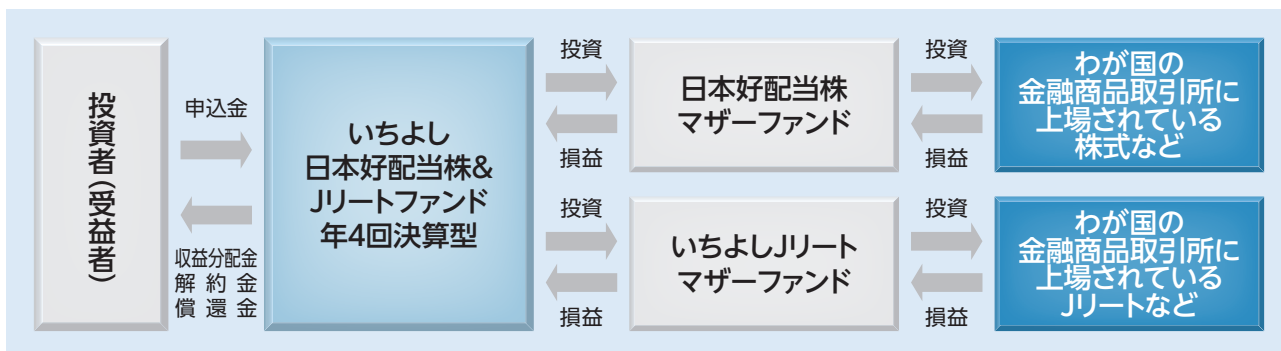 投資者(受益者)
申込金
収益分配金
解約金
償還金
いちよし
日本好配当株&
Jリートファンド
年4回決算型
投資
損益
日本好配当株
マザーファンド
投資
損益
わが国の
金融商品取引所に
上場されている
株式など
投資
損益
いちよしJリート
マザーファンド
投資
損益
わが国の
金融商品取引所に
上場されている
Jリートなど